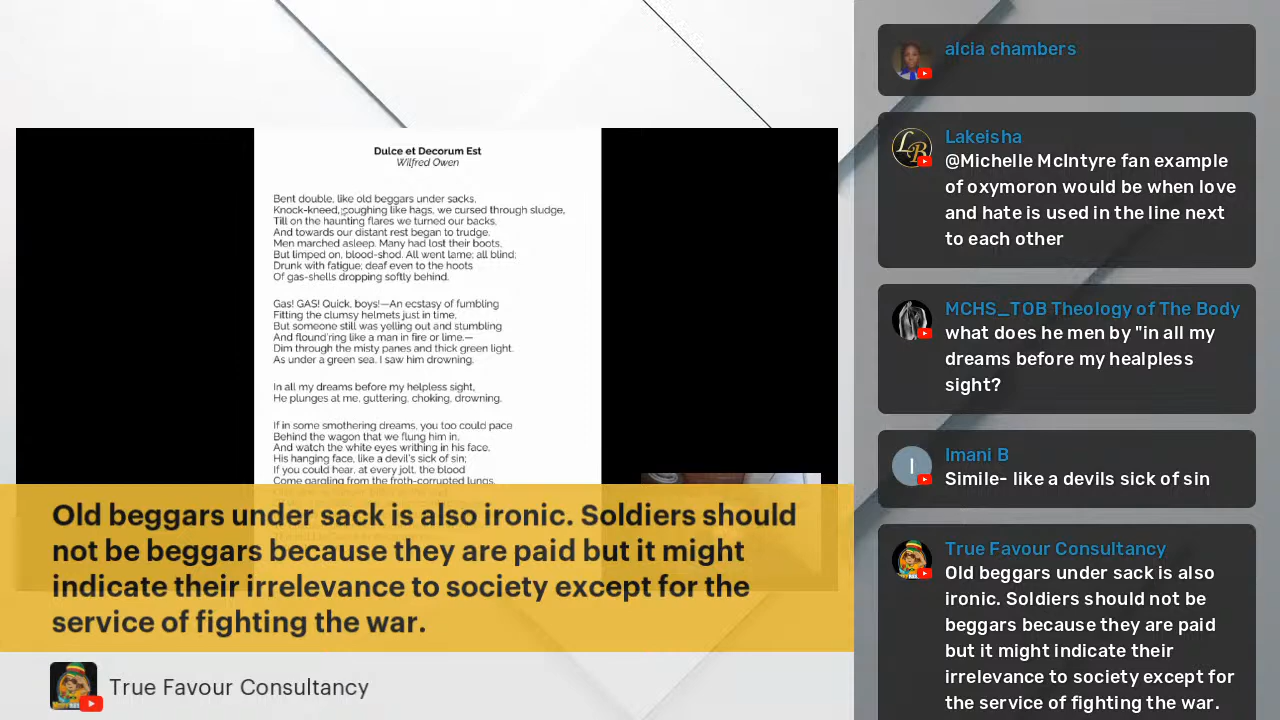 Dulce et Decorum Est
Wilfred Owen
Bent double, like old beggars under sacks,
Knock-kneed, coughing like hags, we cursed through sludge,
Till on the haunting flares we turned our backs,
And towards our distant rest began to trudge.
Men marched asleep. Many had lost their boots,
But limped on, blood-shod. All went lame; all blind;
Drunk with fatigue; deaf even to the hoots
Of gas-shells dropping softly behind.
Gas! GAS! Quick, boys!—An ecstasy of fumbling
Fitting the clumsy helmets just in time,
But someone still was yelling out and stumbling
And flound'ring like a man in fire or lime.—
Dim through the misty panes and thick green light,
As under a green sea, I saw him drowning.
In all my dreams before my helpless sight,
He plunges at me, guttering, choking, drowning.
If in some smothering dreams, you too could pace
Behind the wagon that we flung him in,
And watch the white eyes writhing in his face,
His hanging face, like a devil's sick of sin;
If you could hear, at every jolt, the blood
Come gargling from the froth-corrupted lungs,
Old beggars under sack is also ironic. Soldiers should
not be beggars because they are paid but it might
indicate their irrelevance to society except for the
service of fighting the war.
True Favour Consultancy
alcia chambers
Lakeisha
@Michelle McIntyre fan example
of oxymoron would be when love
and hate is used in the line next
to each other
MCHS_TOB Theology of The Body
what does he men by "in all my
dreams before my healpless
sight?
Imani B
Simile- like a devils sick of sin
True Favour Consultancy
Old beggars under sack is also
ironic. Soldiers should not be
beggars because they are paid
but it might indicate their
irrelevance to society except for
the service of fighting the war.